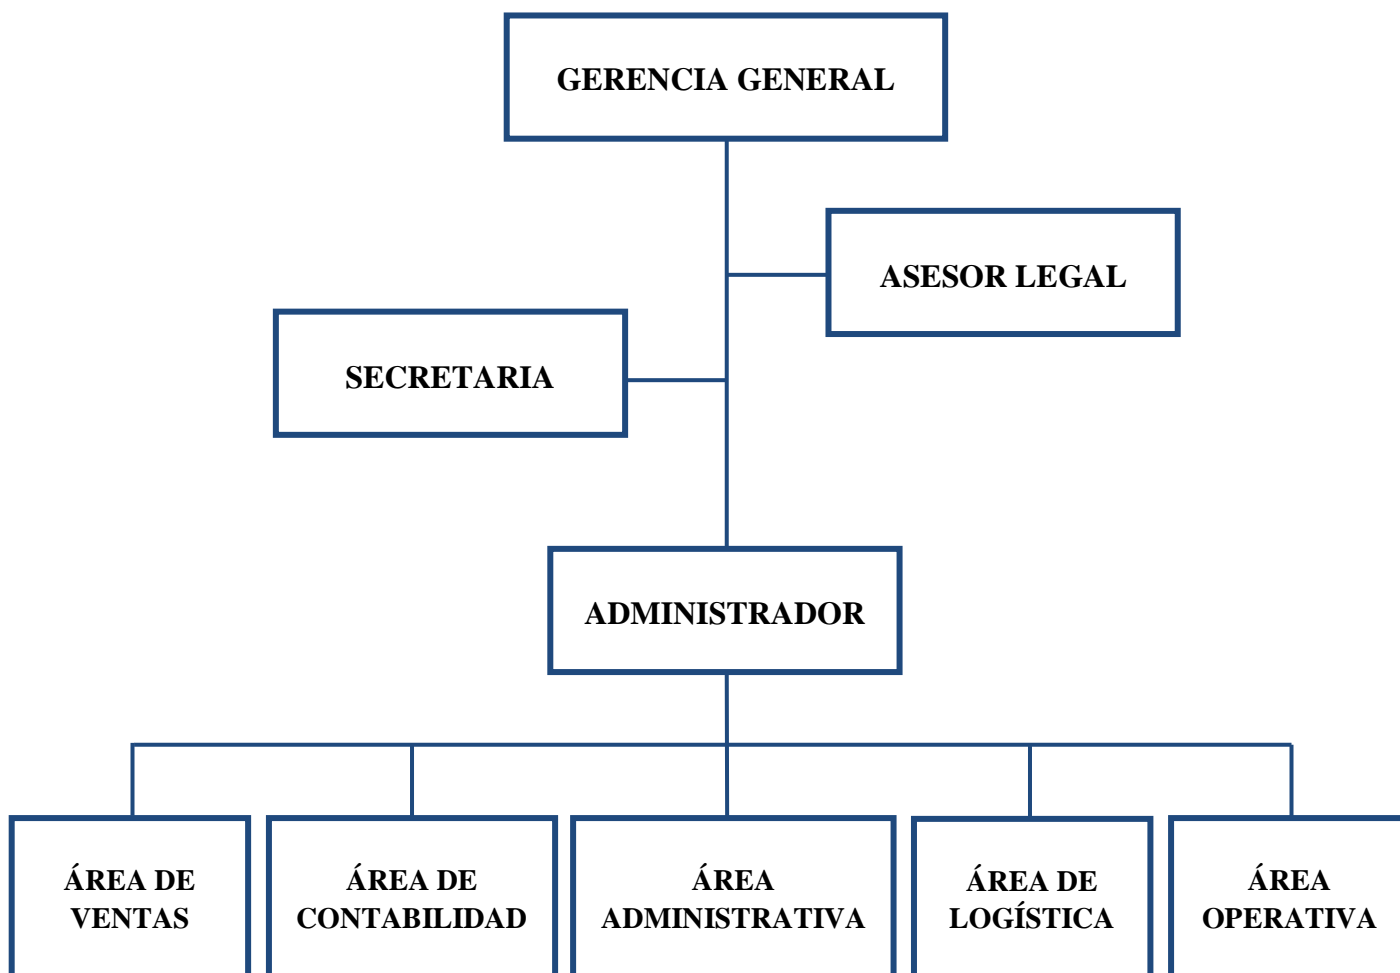 GERENCIA GENERAL
ASESOR LEGAL
SECRETARIA
ADMINISTRADOR
ÁREA DE
VENTAS
ÁREA DE
CONTABILIDAD
ÁREA
ADMINISTRATIVA
ÁREA DE
LOGÍSTICA
ÁREA
OPERATIVA